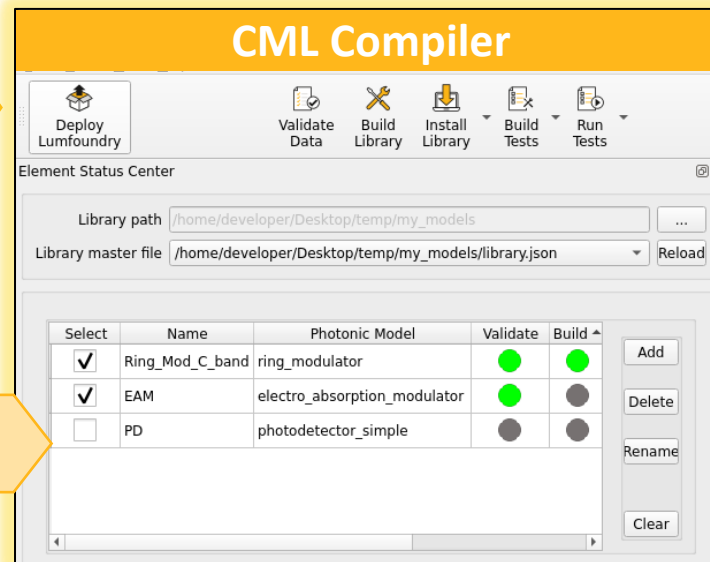 CML Compiler
Deploy Lumfoundry
Validate Data
Build Library
Install Library
Build Tests
Run Tests
Element Status Center
Library path /home/developer/Desktop/temp/my_models ...
Library master file /home/developer/Desktop/temp/my_models/library.json Reload
Select Name Photonic Model Validate Build
Ring_Mod_C_band ring_modulator
EAM electro_absorption_modulator
PD photodetector_simple
Add
Delete
Rename
Clear